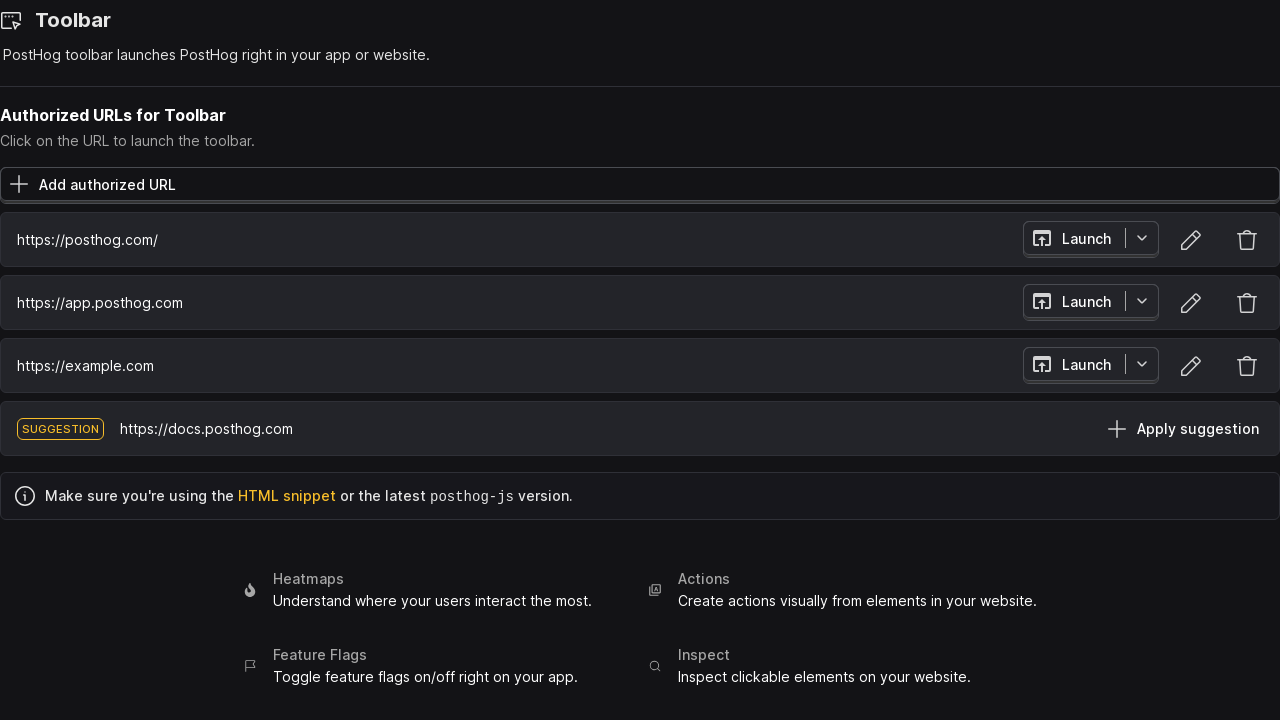 Toolbar
PostHog toolbar launches PostHog right in your app or website.
Authorized URLs for Toolbar
Click on the URL to launch the toolbar.
Add authorized URL
https://posthog.com/ Launch
https://app.posthog.com Launch
https://example.com Launch
SUGGESTION https://docs.posthog.com Apply suggestion
Make sure you're using the HTML snippet or the latest posthog-js version.
Heatmaps
Understand where your users interact the most.
Actions
Create actions visually from elements in your website.
Feature Flags
Toggle feature flags on/off right on your app.
Inspect
Inspect clickable elements on your website.